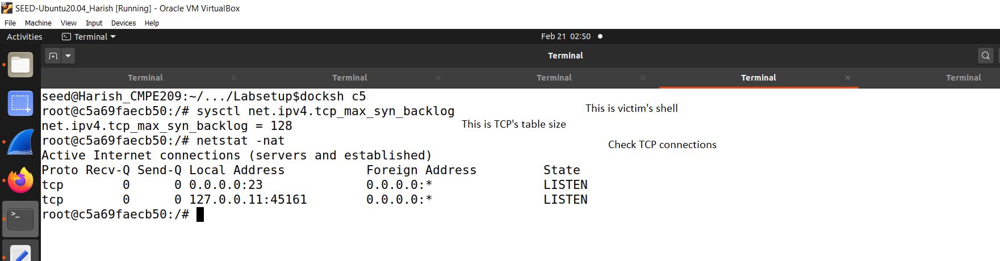 SEED-Ubuntu20.04_Harish [Running] - Oracle VM VirtualBox
File Machine View Input Devices Help
Activities Terminal Feb 21 02:50
Terminal
Terminal Terminal Terminal Terminal Terminal
seed@Harish_CMPE209:~/.../Labsetup$docksh c5
root@c5a69faecb50:/# sysctl net.ipv4.tcp_max_syn_backlog
This is victim's shell
net.ipv4.tcp_max_syn_backlog = 128
This is TCP's table size
root@c5a69faecb50:/# netstat -nat
Check TCP connections
Active Internet connections (servers and established)
Proto Recv-Q Send-Q Local Address Foreign Address State
tcp 0 0 0.0.0.0:23 0.0.0.0:* LISTEN
tcp 0 0 127.0.0.11:45161 0.0.0.0:* LISTEN
root@c5a69faecb50:/#